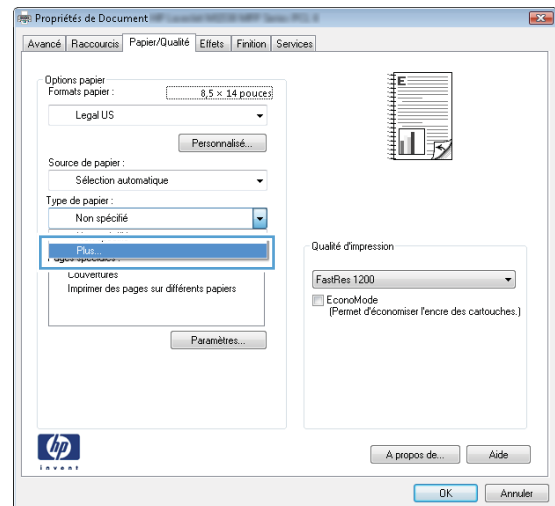 Propriétés de Document
Avancé Raccourcis Papier/Qualité Effets Finition Services
Options papier
Formats papier :
8,5 × 14 pouces
Legal US
Personnalisé...
Source de papier :
Sélection automatique
Type de papier :
Non spécifié
Plus...
Couvertures
Imprimer des pages sur différents papiers
Paramètres...
E
Qualité d'impression
FastRes 1200
EconoMode
(Permet d'économiser l'encre des cartouches.)
hp
invent
A propos de... Aide
OK Annuler